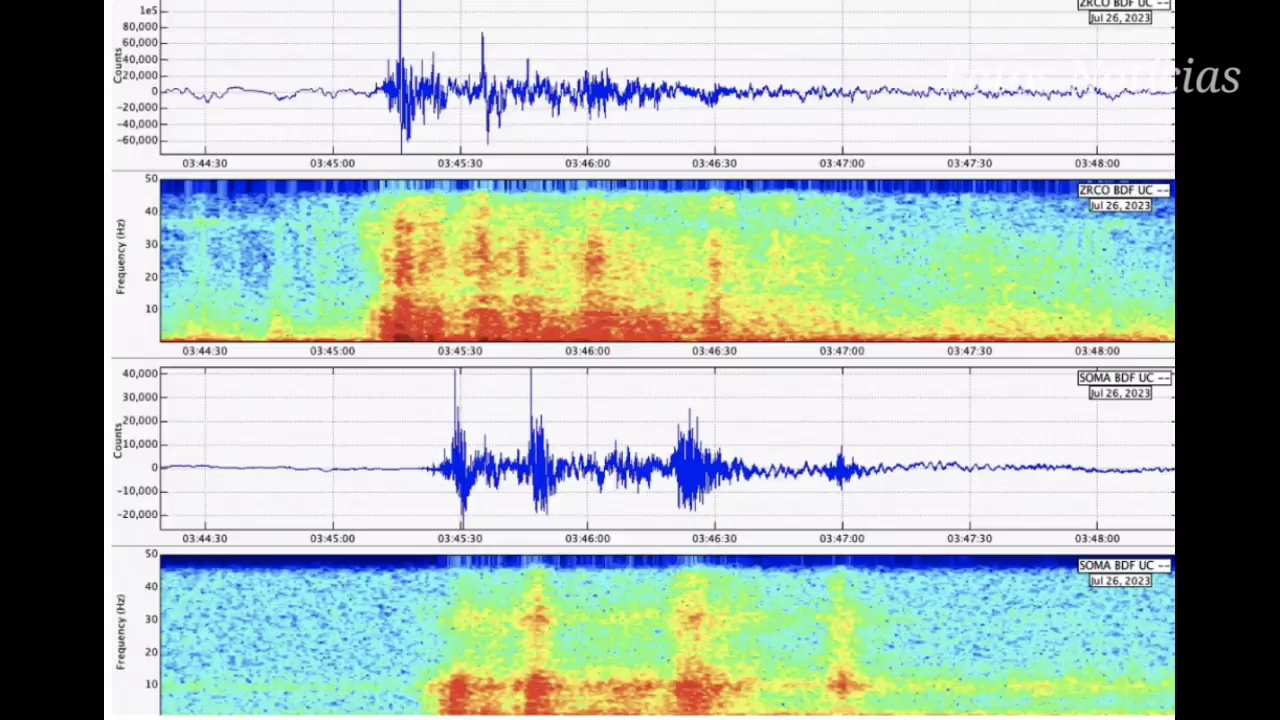 ZRCO BDF UC --
Jul 26, 2023
Counts
1e5
80,000
60,000
40,000
20,000
0
-20,000
-40,000
-60,000
03:44:30 03:45:00 03:45:30 03:46:00 03:46:30 03:47:00 03:47:30 03:48:00
ZRCO BDF UC --
Jul 26, 2023
Frequency (Hz)
50
40
30
20
10
03:44:30 03:45:00 03:45:30 03:46:00 03:46:30 03:47:00 03:47:30 03:48:00
SOMA BDF UC --
Jul 26, 2023
Counts
40,000
30,000
20,000
10,000
0
-10,000
-20,000
03:44:30 03:45:00 03:45:30 03:46:00 03:46:30 03:47:00 03:47:30 03:48:00
SOMA BDF UC --
Jul 26, 2023
Frequency (Hz)
50
40
30
20
10